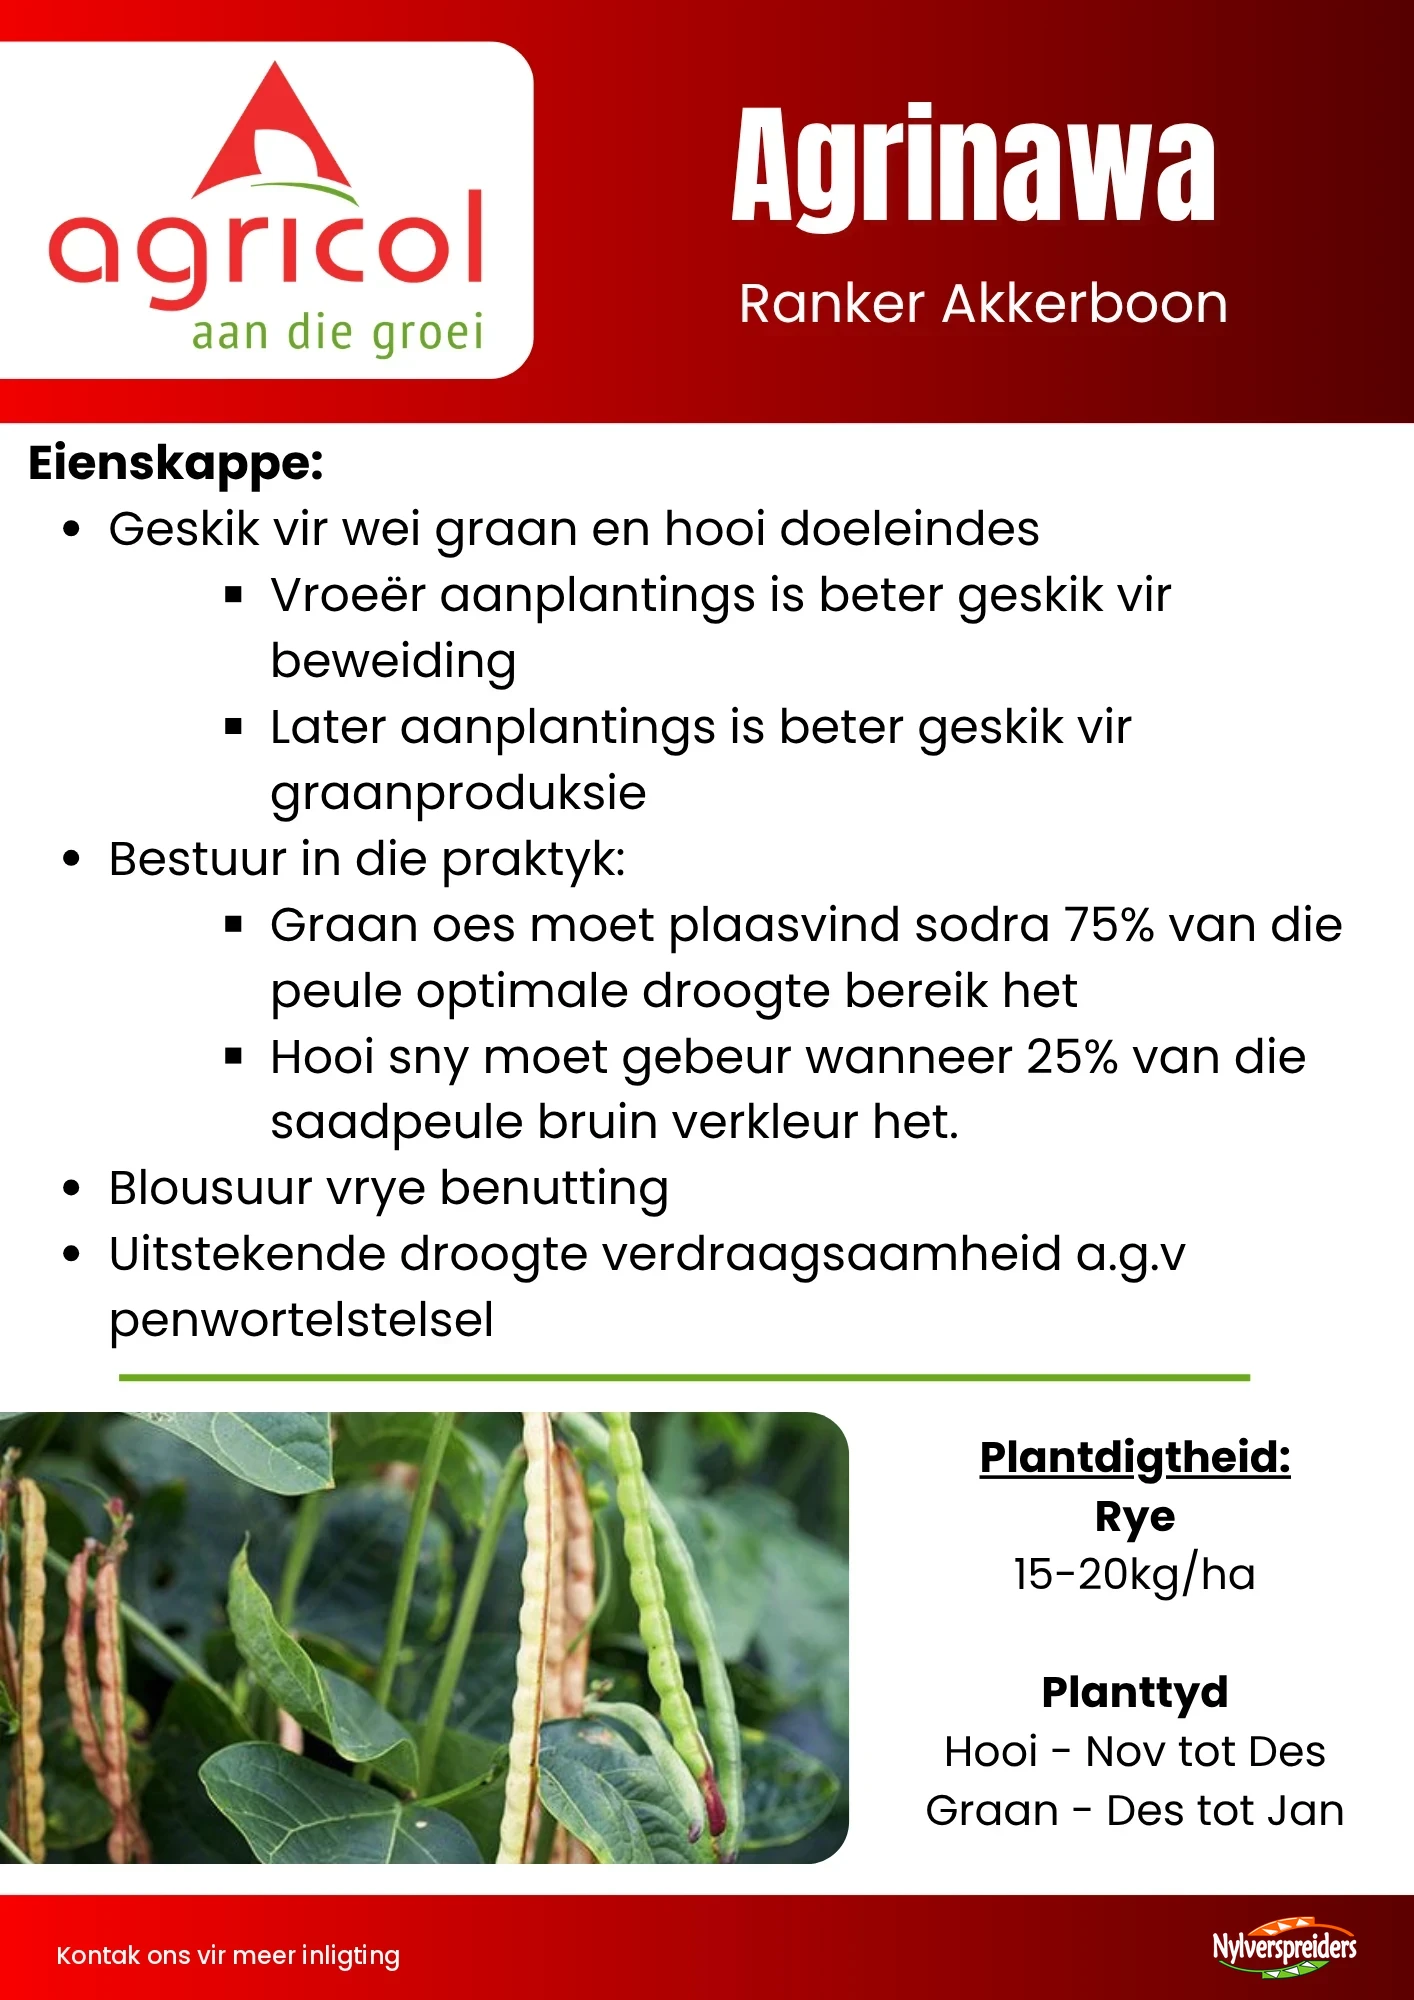 agricol
aan die groei
Agrinawa
Ranker Akkerboon
Eienskappe:
• Geskik vir wei graan en hooi doeleindes
▪ Vroeër aanplantings is beter geskik vir
beweiding
▪ Later aanplantings is beter geskik vir
graanproduksie
• Bestuur in die praktyk:
▪ Graan oes moet plaasvind sodra 75% van die
peule optimale droogte bereik het
▪ Hooi sny moet gebeur wanneer 25% van die
saadpeule bruin verkleur het.
• Blousuur vrye benutting
• Uitstekende droogte verdraagsaamheid a.g.v
penwortelstelsel
Plantdigtheid:
Rye
15-20kg/ha
Planttyd
Hooi - Nov tot Des
Graan - Des tot Jan
Kontak ons vir meer inligting
Nylverspreiders